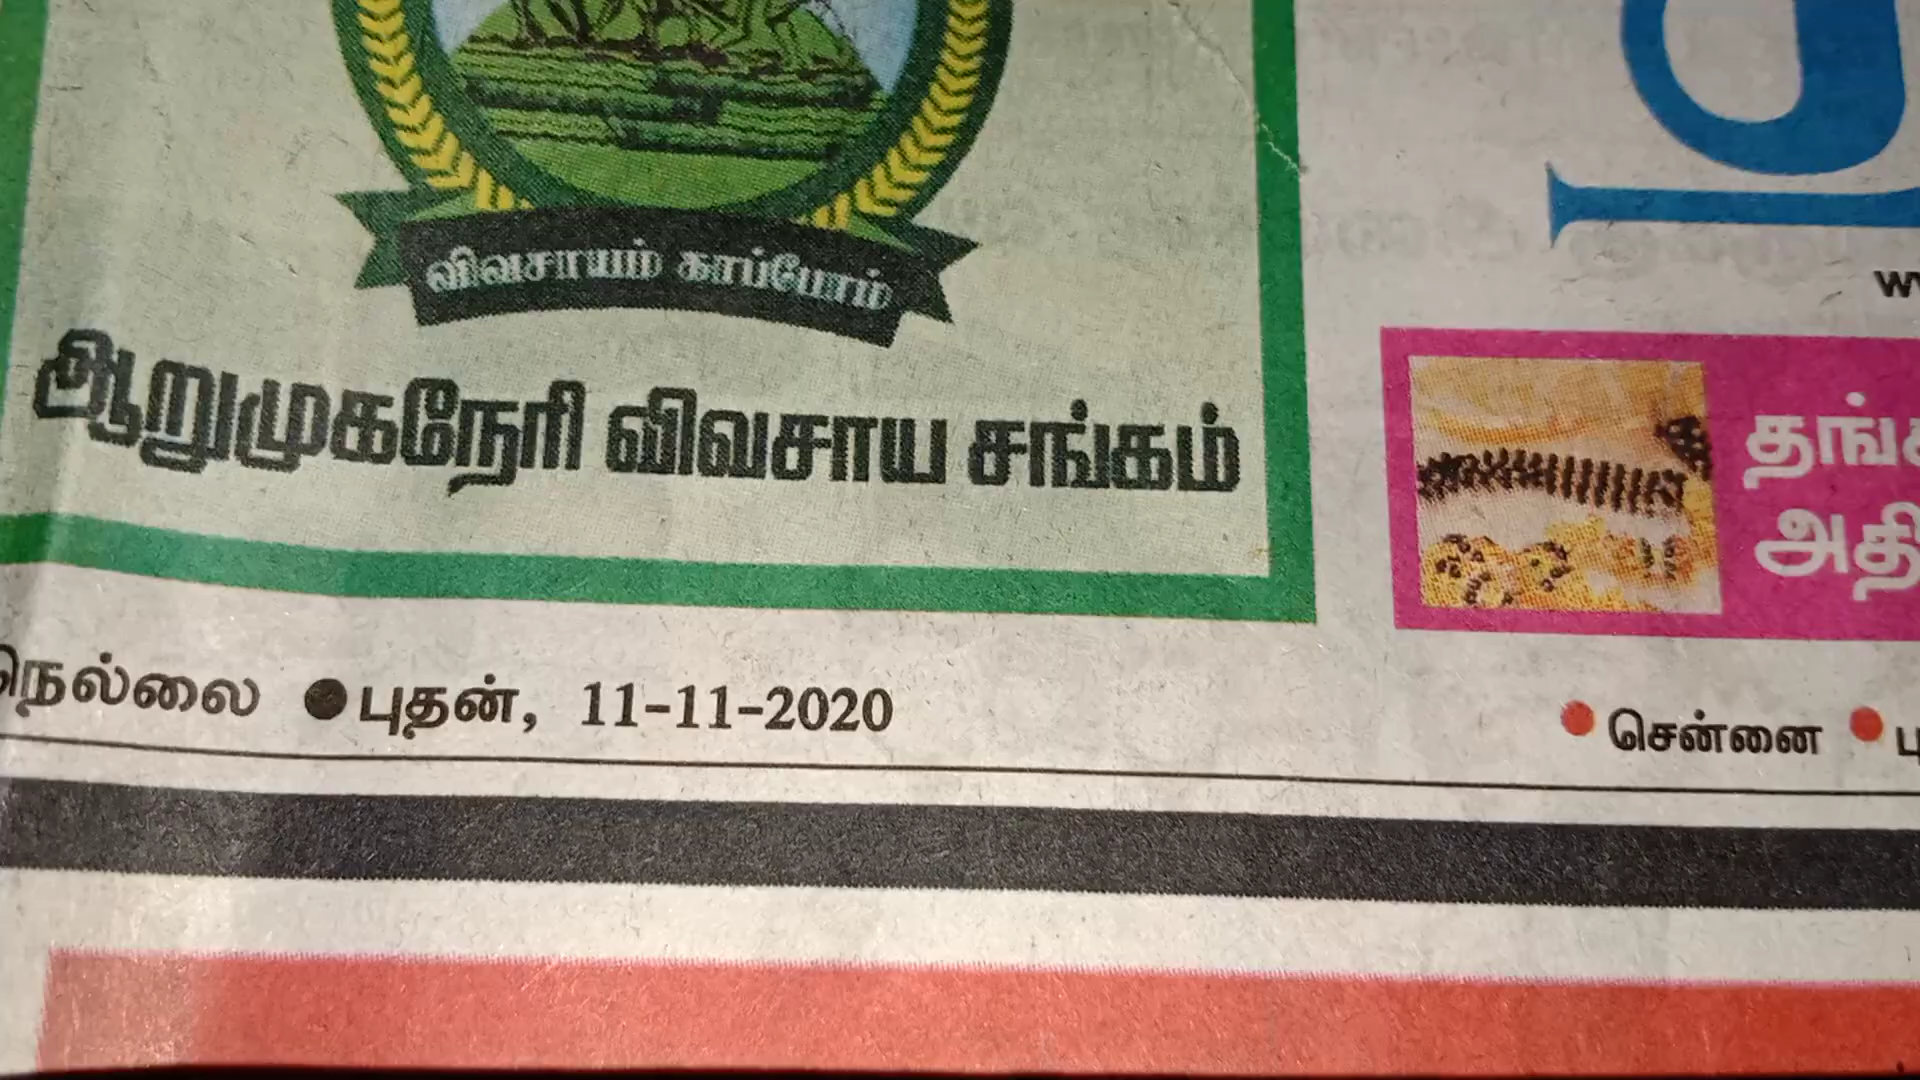 விவசாயம் காப்போம்
ஆறுமுகநேரி விவசாய சங்கம்
நெல்லை ●புதன், 11-11-2020
● சென்னை ●